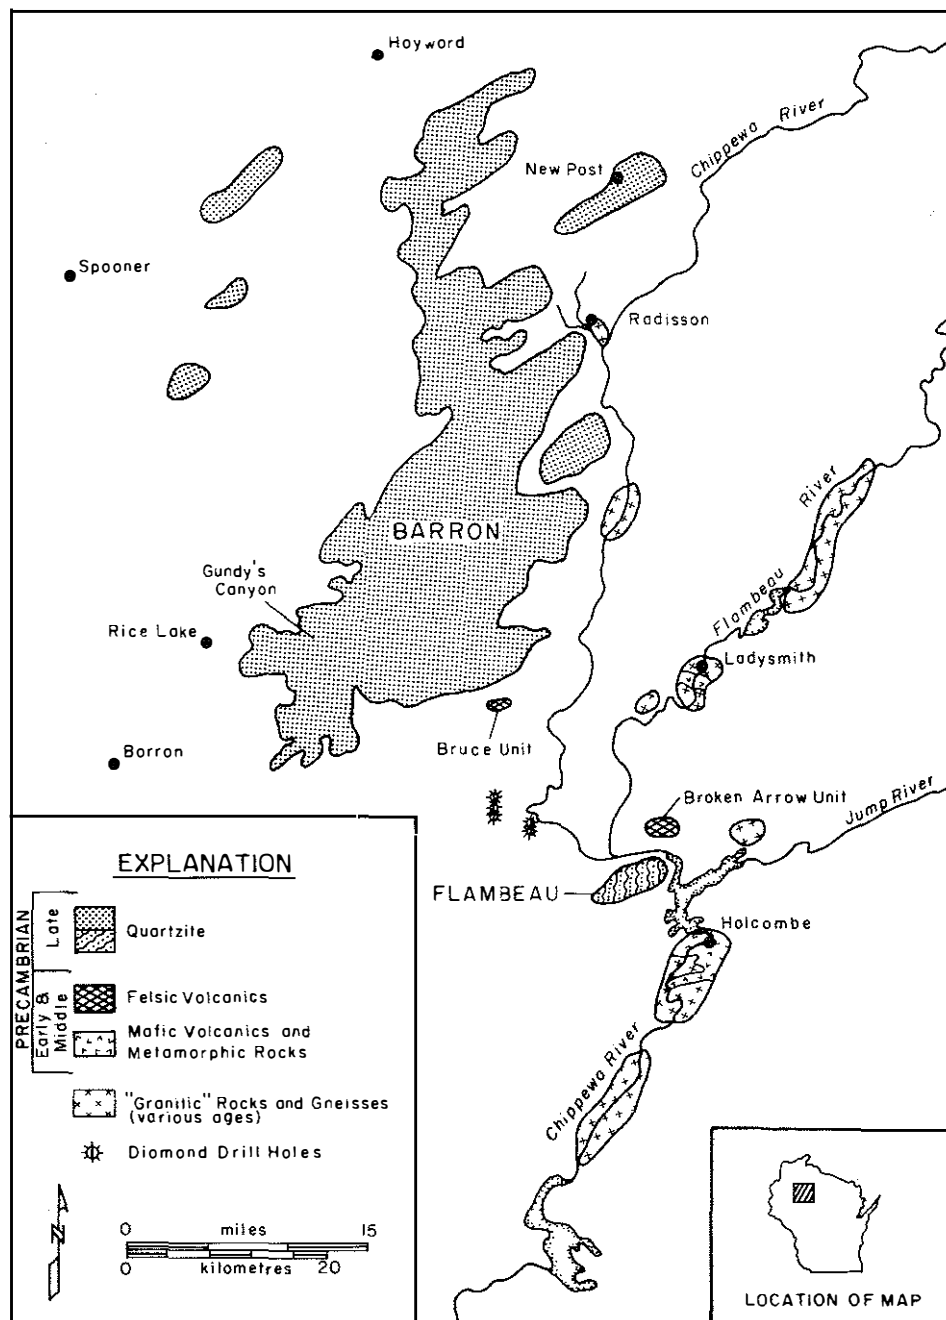 Hoyword
Chippewa River
New Post
Spooner
Radisson
River
BARRON
Gundy's
Canyon
Flambeau
Rice Lake
Ladysmith
Bruce Unit
Borron
Broken Arrow Unit
Jump River
EXPLANATION
FLAMBEAU
PRECAMBRIAN
Late
Quartzite
Holcombe
Early &
Middle
Felsic Volcanics
Mafic Volcanics and
Metamorphic Rocks
"Granitic" Rocks and Gneisses
(various ages)
Chippewa River
Diamond Drill Holes
N
0 miles 15
0 kilometres 20
LOCATION OF MAP